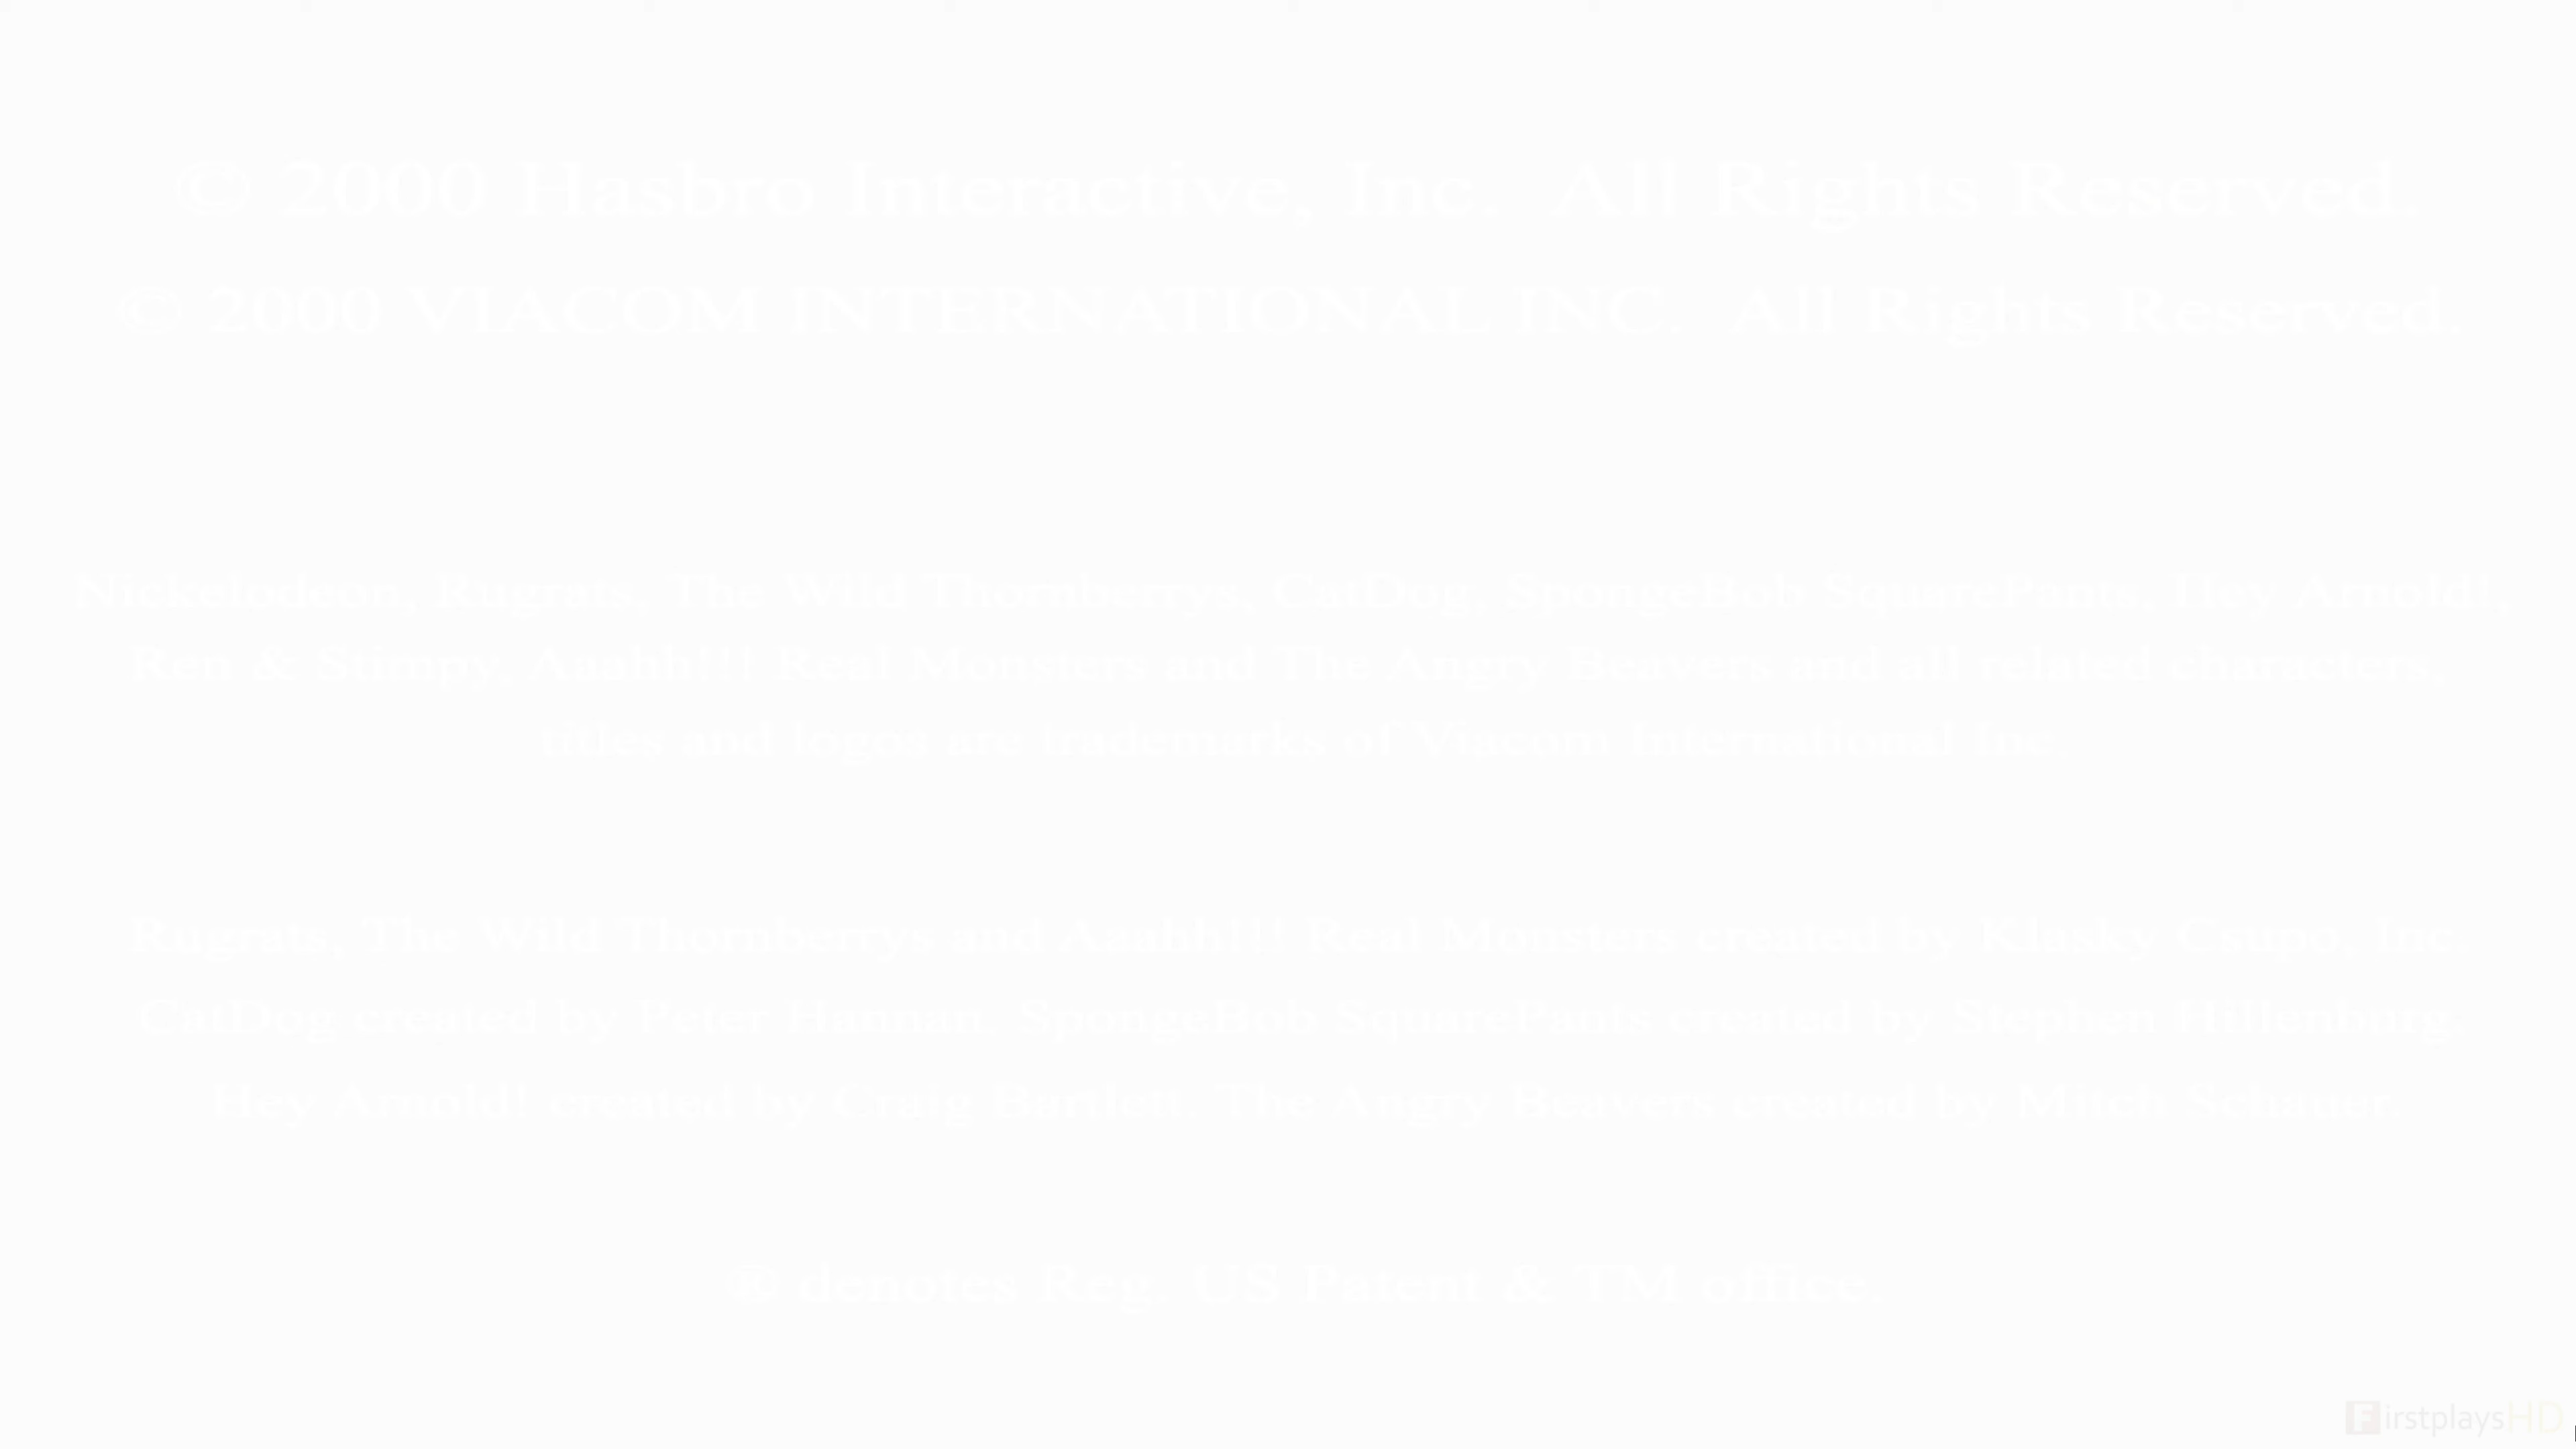 © 2000 Hasbro Interactive, Inc. All Rights Reserved.
© 2000 VIACOM INTERNATIONAL INC. All Rights Reserved.
Nickelodeon, Rugrats, The Wild Thornberrys, CatDog, SpongeBob SquarePants, Hey Arnold!,
Ren & Stimpy, Aaahh!!! Real Monsters and The Angry Beavers and all related characters,
titles and logos are trademarks of Viacom International Inc.
Rugrats, The Wild Thornberrys and Aaahh!!! Real Monsters created by Klasky Csupo, Inc.
CatDog created by Peter Hannan. SpongeBob SquarePants created by Stephen Hillenburg.
Hey Arnold! created by Craig Bartlett. The Angry Beavers created by Mitch Schauer.
® denotes Reg. US Patent & TM office.
FirstplaysHD